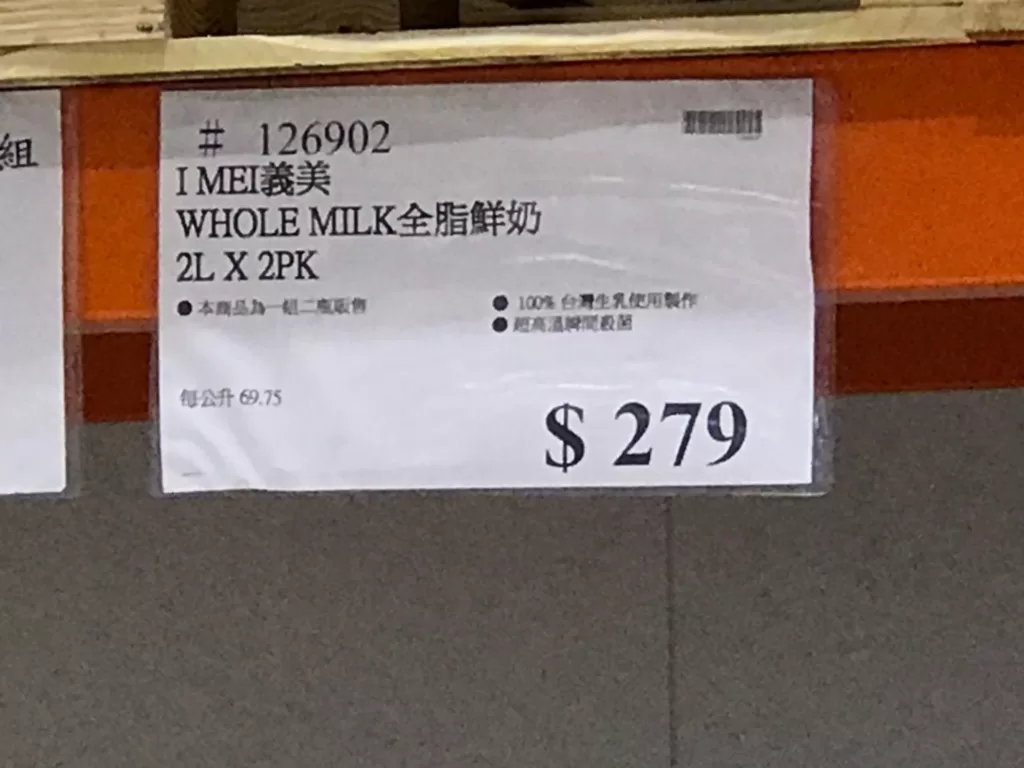 組
# 126902
I MEI義美
WHOLE MILK全脂鮮奶
2L X 2PK
● 本商品為一組二瓶販售
● 100% 台灣生乳使用製作
● 超高溫瞬間殺菌
每公升 69.75
$ 279